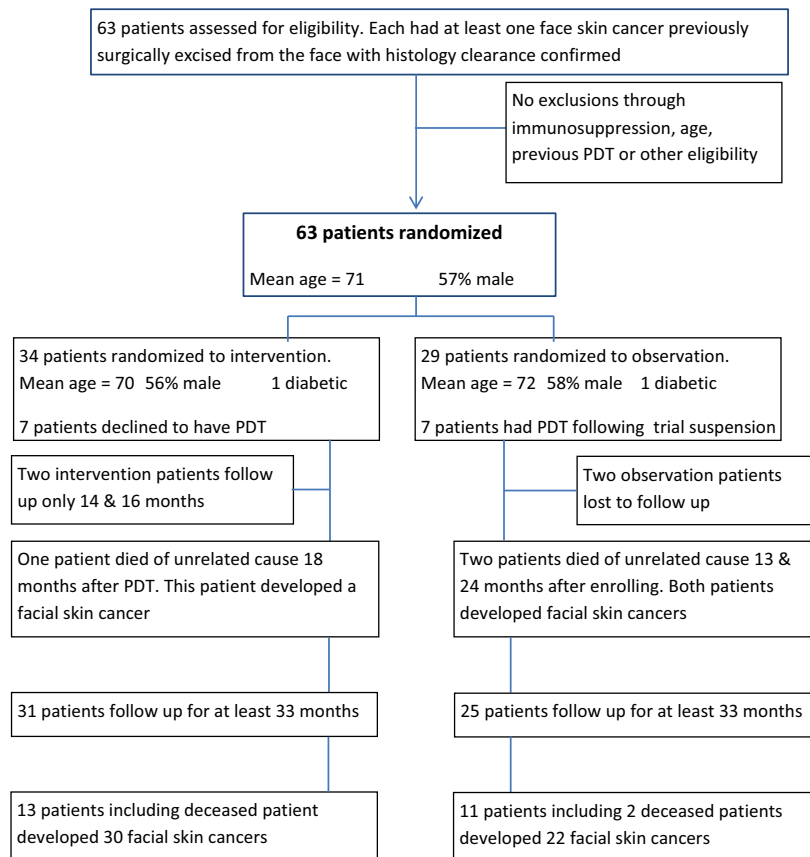 63 patients assessed for eligibility. Each had at least one face skin cancer previously
surgically excised from the face with histology clearance confirmed
No exclusions through
immunosuppression, age,
previous PDT or other eligibility
63 patients randomized
Mean age = 71 57% male
34 patients randomized to intervention.
Mean age = 70 56% male 1 diabetic
7 patients declined to have PDT
29 patients randomized to observation.
Mean age = 72 58% male 1 diabetic
7 patients had PDT following trial suspension
Two intervention patients follow
up only 14 & 16 months
Two observation patients
lost to follow up
One patient died of unrelated cause 18
months after PDT. This patient developed a
facial skin cancer
Two patients died of unrelated cause 13 &
24 months after enrolling. Both patients
developed facial skin cancers
31 patients follow up for at least 33 months
25 patients follow up for at least 33 months
13 patients including deceased patient
developed 30 facial skin cancers
11 patients including 2 deceased patients
developed 22 facial skin cancers